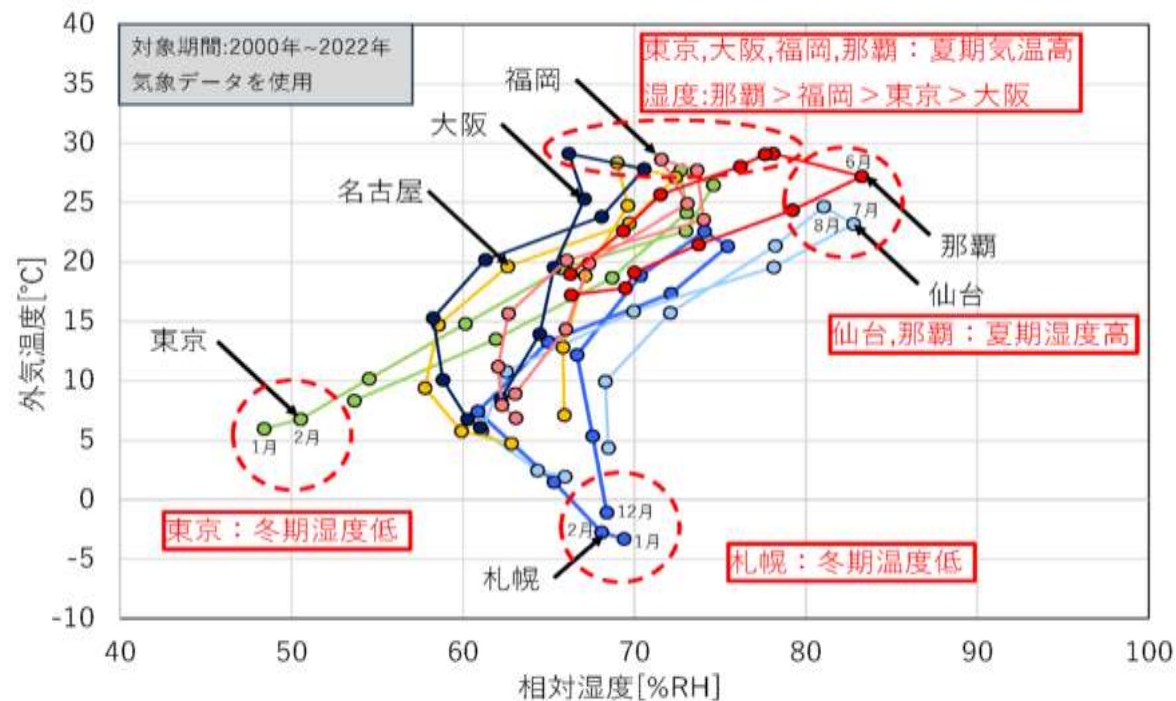 対象期間:2000年~2022年
気象データを使用
東京,大阪,福岡,那覇：夏期気温高
湿度:那覇＞福岡＞東京＞大阪
福岡
大阪
名古屋
東京
6月
7月
8月
那覇
仙台
仙台,那覇：夏期湿度高
1月
2月
東京：冬期湿度低
12月
2月
1月
札幌
札幌：冬期温度低
外気温度[°C]
40
35
30
25
20
15
10
5
0
-5
-10
40
50
60
70
80
90
100
相対湿度[%RH]